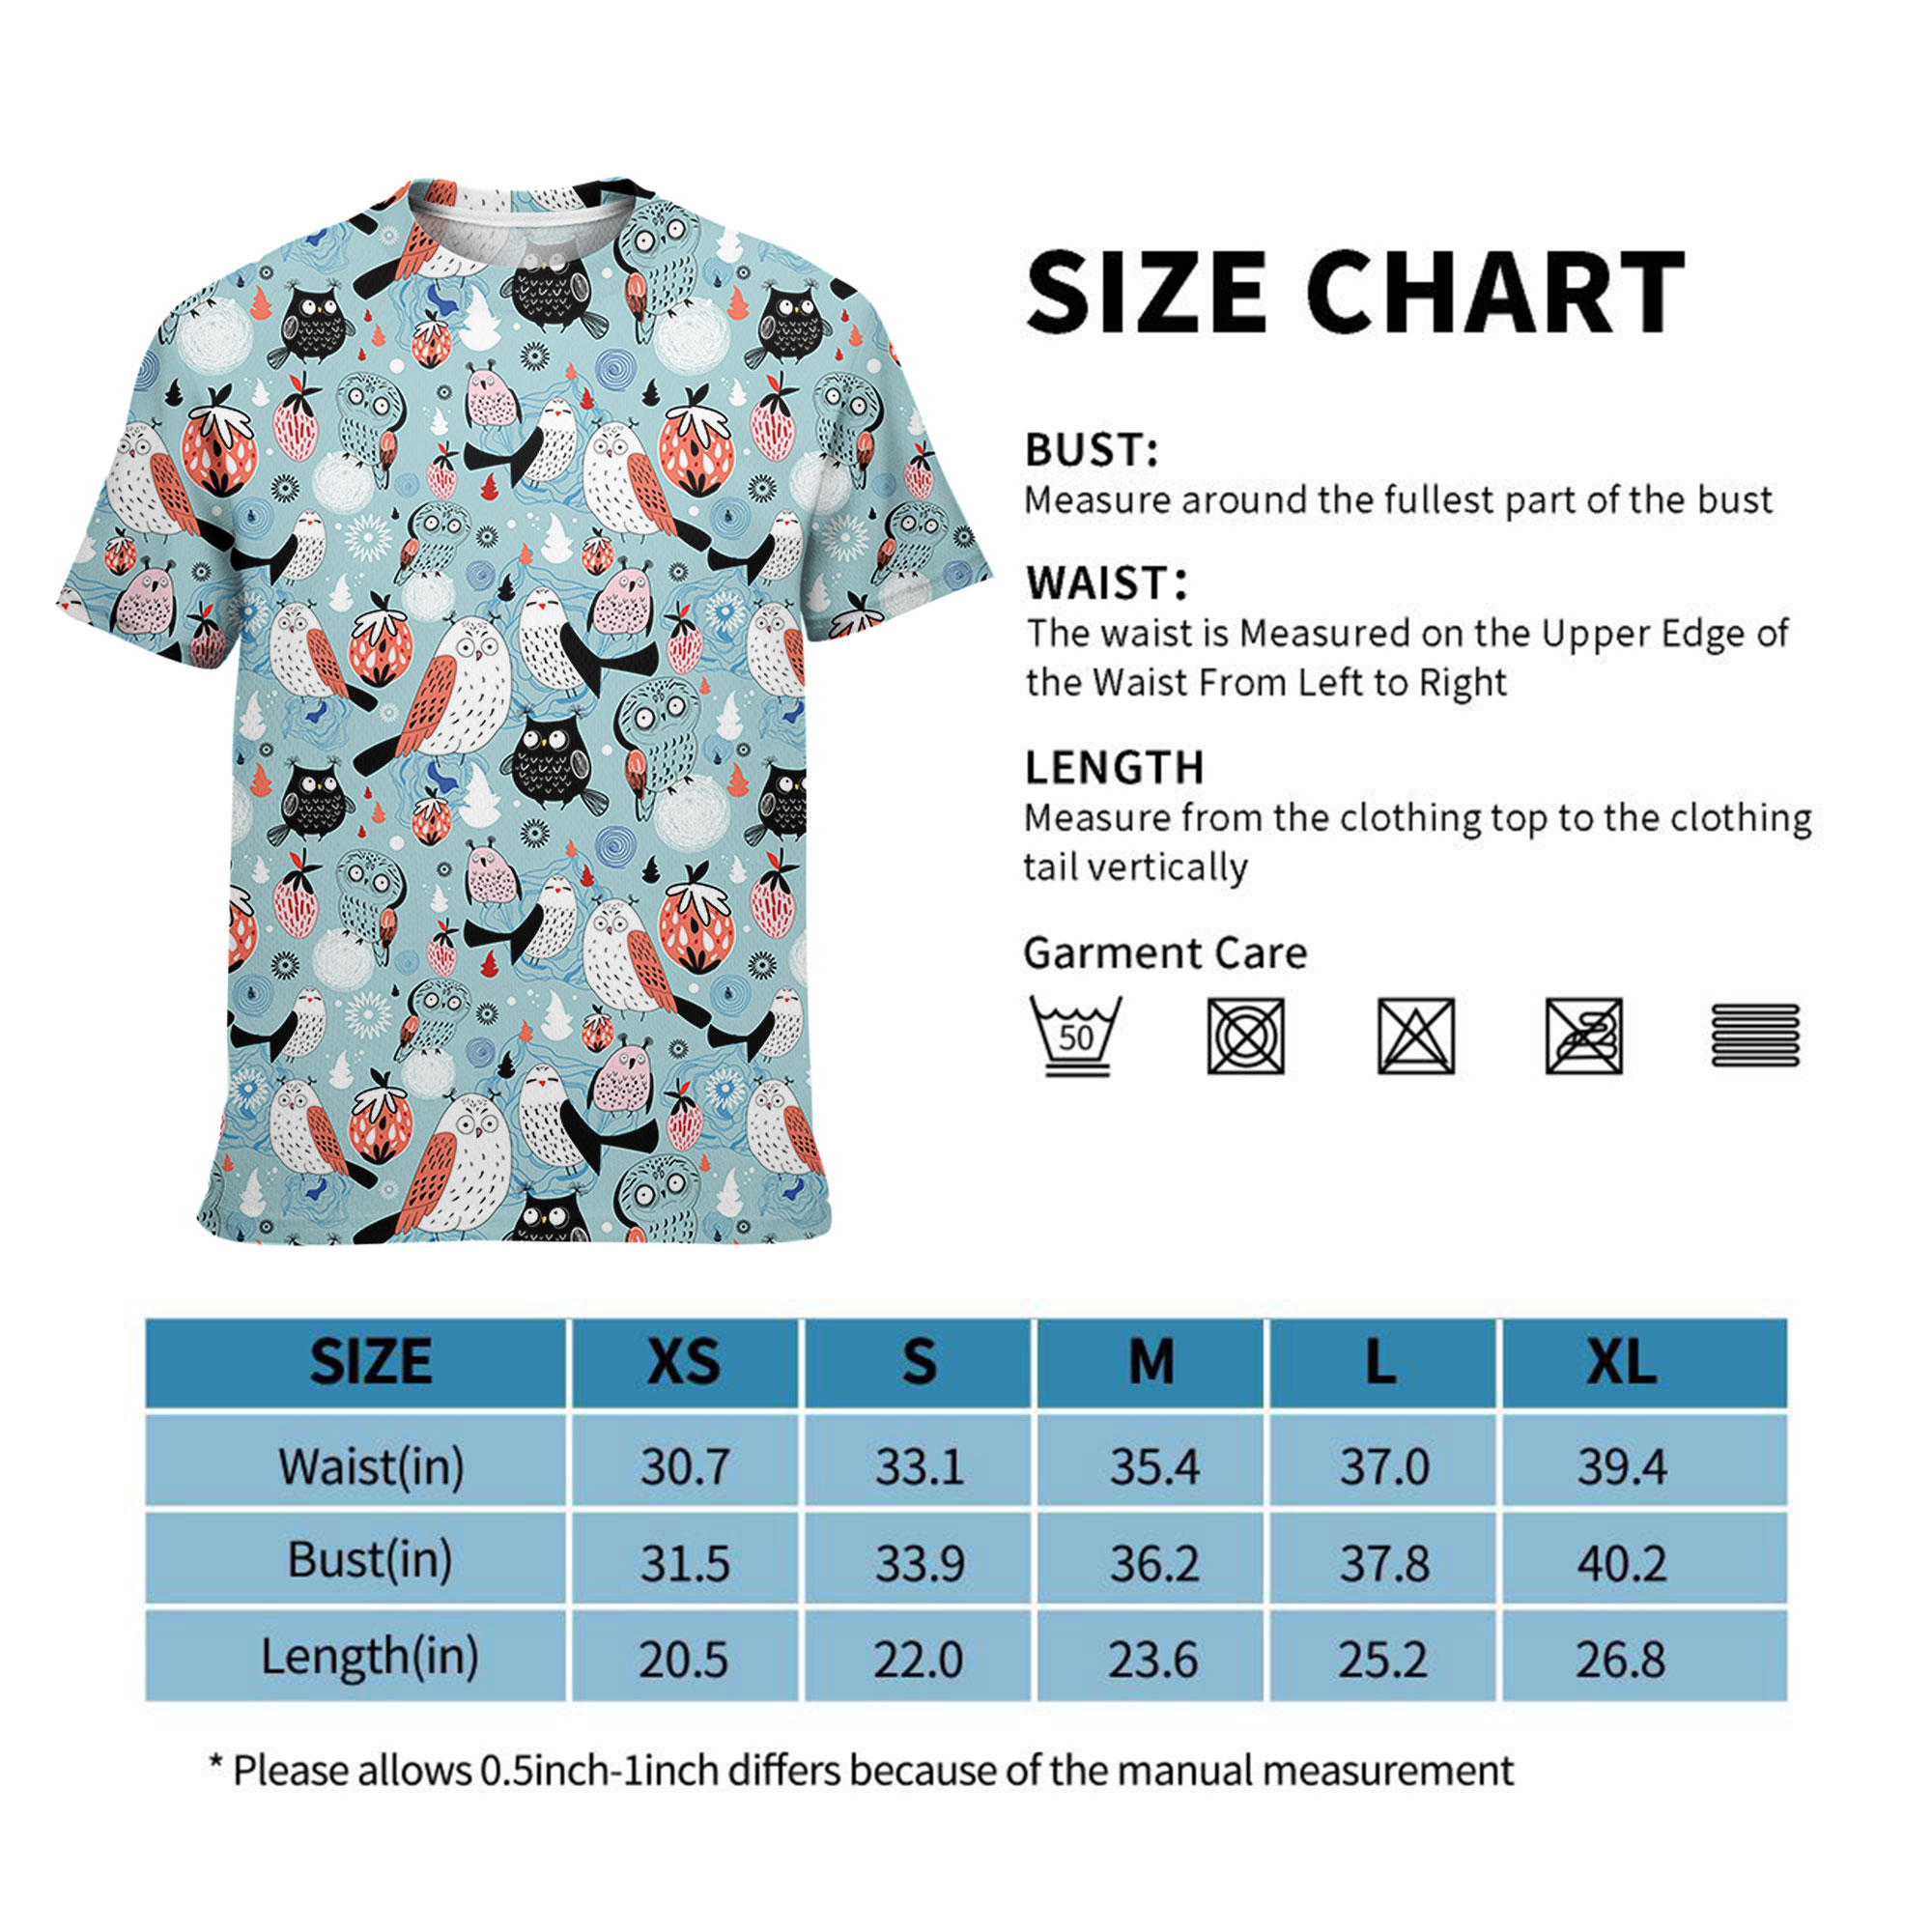 SIZE CHART
BUST:
Measure around the fullest part of the bust
WAIST:
The waist is Measured on the Upper Edge of
the Waist From Left to Right
LENGTH
Measure from the clothing top to the clothing
tail vertically
Garment Care
50
SIZE XS S M L XL
Waist(in) 30.7 33.1 35.4 37.0 39.4
Bust(in) 31.5 33.9 36.2 37.8 40.2
Length(in) 20.5 22.0 23.6 25.2 26.8
* Please allows 0.5inch-1inch differs because of the manual measurement